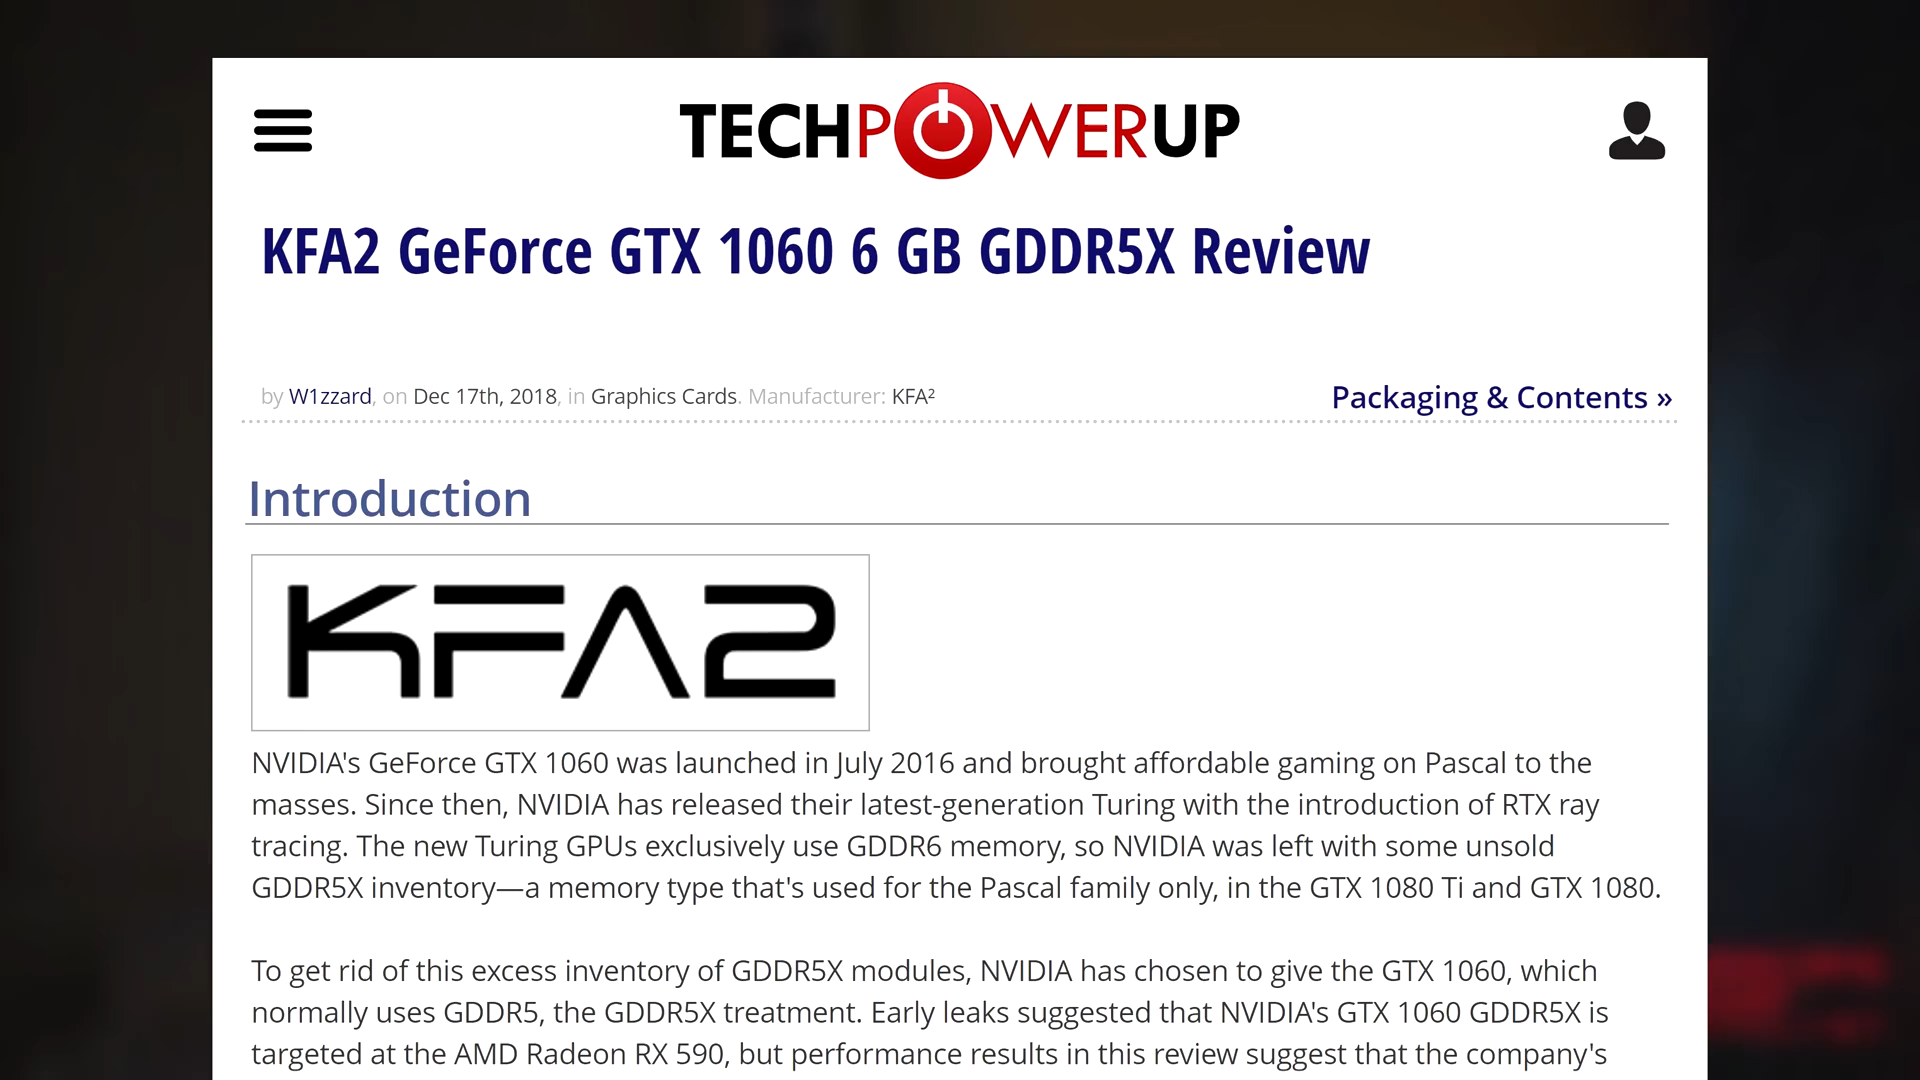 TECHPOWERUP
KFA2 GeForce GTX 1060 6 GB GDDR5X Review
by W1zzard, on Dec 17th, 2018, in Graphics Cards. Manufacturer: KFA²
Packaging & Contents »
Introduction
KFA2
NVIDIA's GeForce GTX 1060 was launched in July 2016 and brought affordable gaming on Pascal to the
masses. Since then, NVIDIA has released their latest-generation Turing with the introduction of RTX ray
tracing. The new Turing GPUs exclusively use GDDR6 memory, so NVIDIA was left with some unsold
GDDR5X inventory—a memory type that's used for the Pascal family only, in the GTX 1080 Ti and GTX 1080.
To get rid of this excess inventory of GDDR5X modules, NVIDIA has chosen to give the GTX 1060, which
normally uses GDDR5, the GDDR5X treatment. Early leaks suggested that NVIDIA's GTX 1060 GDDR5X is
targeted at the AMD Radeon RX 590, but performance results in this review suggest that the company's